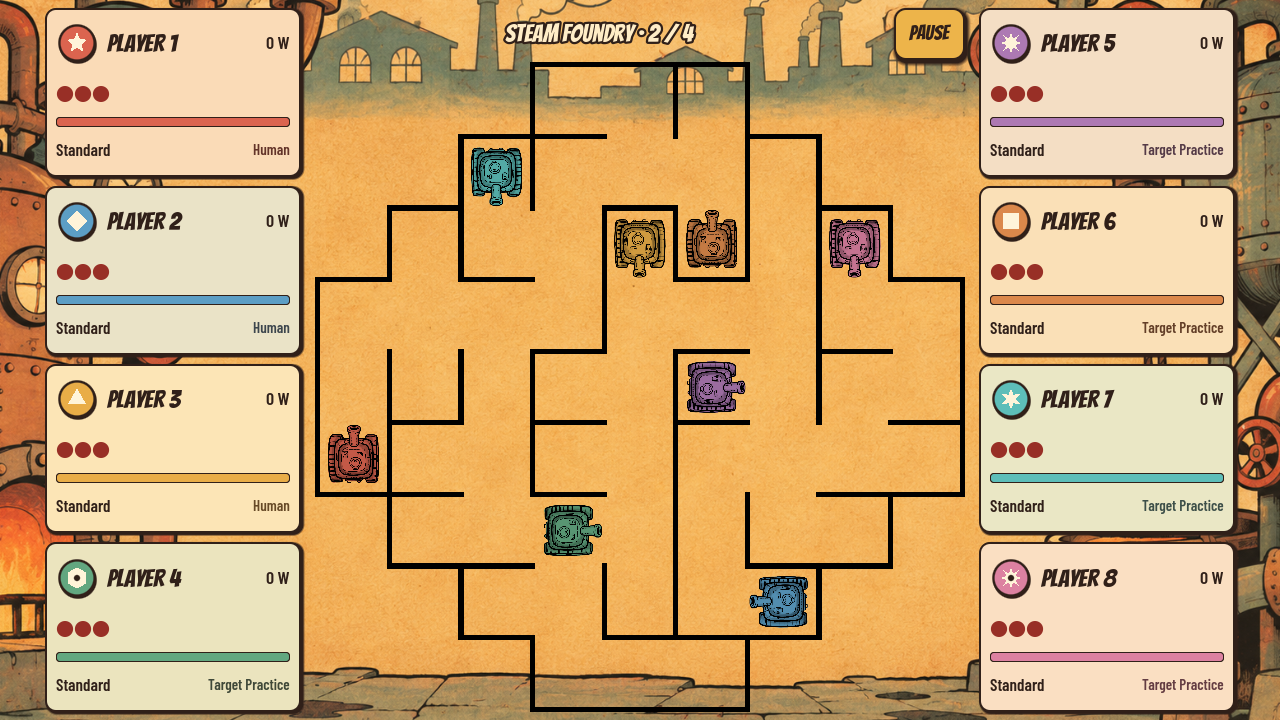 STEAM FOUNDRY · 2 / 4
PAUSE
PLAYER 1 0 W
Standard Human
PLAYER 2 0 W
Standard Human
PLAYER 3 0 W
Standard Human
PLAYER 4 0 W
Standard Target Practice
PLAYER 5 0 W
Standard Target Practice
PLAYER 6 0 W
Standard Target Practice
PLAYER 7 0 W
Standard Target Practice
PLAYER 8 0 W
Standard Target Practice